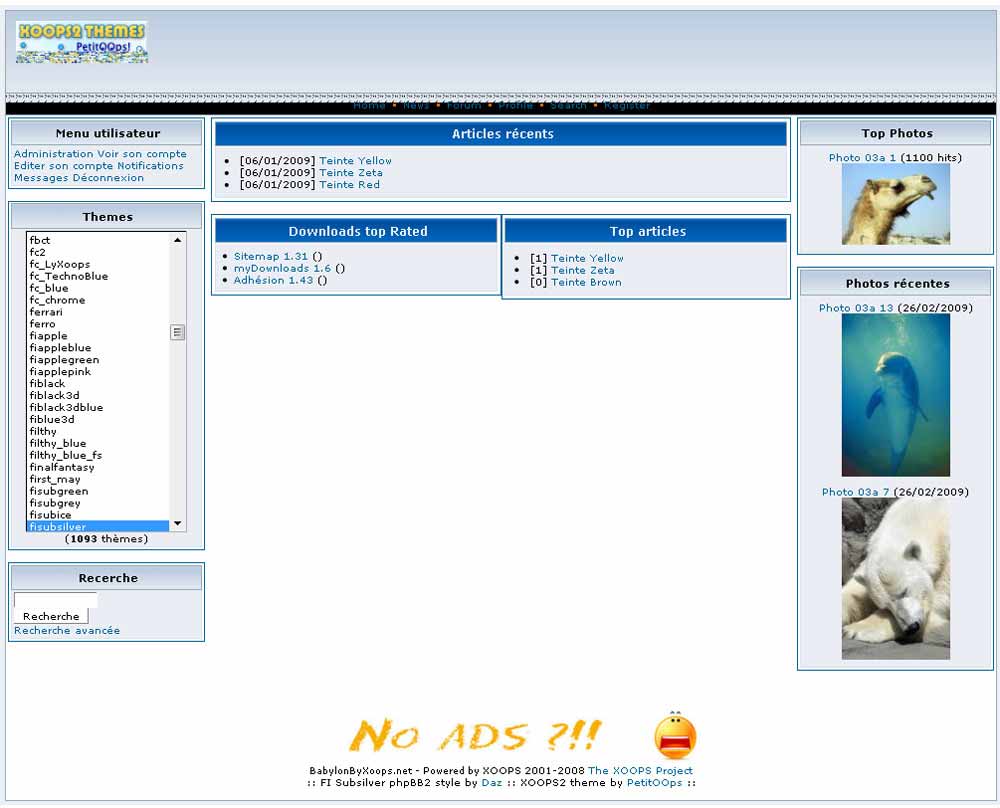 XOOPS2 THEMES
PetitOOps!
Home • News • Forum • Profile • Search • Register
Menu utilisateur
Administration Voir son compte
Editer son compte Notifications
Messages Déconnexion
Themes
fbct
fc2
fc_LyXoops
fc_TechnoBlue
fc_blue
fc_chrome
ferrari
ferro
fiapple
fiappleblue
fiapplegreen
fiapplepink
fiblack
fiblack3d
fiblack3dblue
fiblue3d
filthy
filthy_blue
filthy_blue_fs
finalfantasy
first_may
fisubgreen
fisubgrey
fisubice
fisubsilver
(1093 thèmes)
Recerche
Recherche
Recherche avancée
Articles récents
• [06/01/2009] Teinte Yellow
• [06/01/2009] Teinte Zeta
• [06/01/2009] Teinte Red
Downloads top Rated
• Sitemap 1.31 ()
• myDownloads 1.6 ()
• Adhésion 1.43 ()
Top articles
• [1] Teinte Yellow
• [1] Teinte Zeta
• [0] Teinte Brown
Top Photos
Photo 03a 1 (1100 hits)
Photos récentes
Photo 03a 13 (26/02/2009)
Photo 03a 7 (26/02/2009)
No ADS ?!!
BabylonByXoops.net - Powered by XOOPS 2001-2008 The XOOPS Project
:: FI Subsilver phpBB2 style by Daz :: XOOPS2 theme by PetitOOps ::